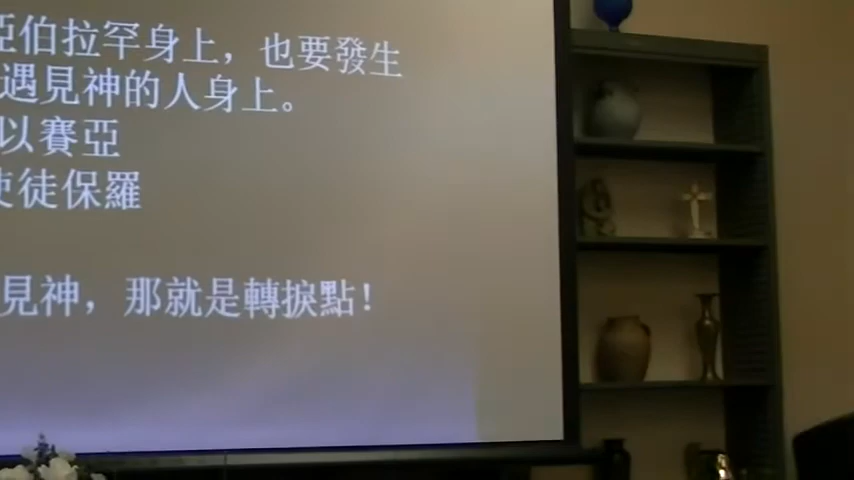 亞伯拉罕身上，也要發生
遇見神的人身上。
以賽亞
使徒保羅
見神，那就是轉捩點！